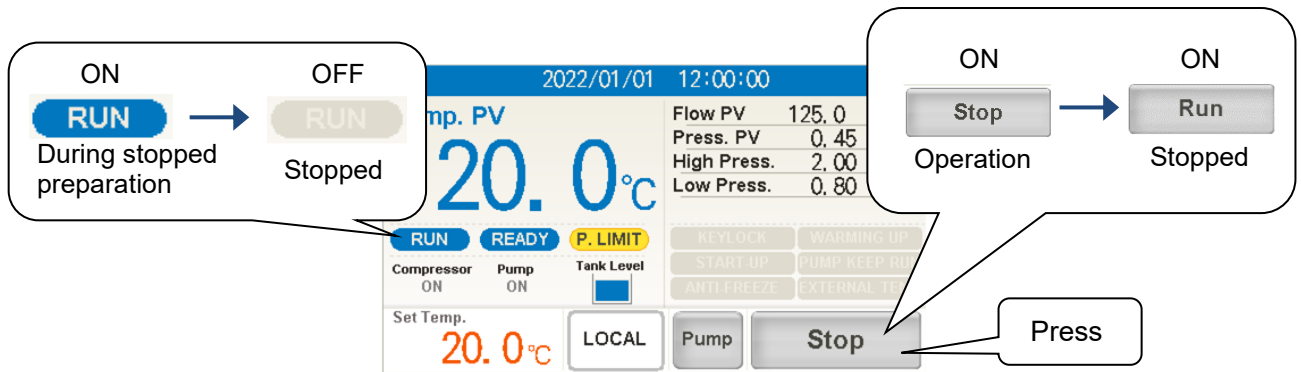 ON
OFF
RUN
RUN
During stopped
preparation
Stopped
2022/01/01 12:00:00
mp. PV
20. 0℃
Flow PV 125. 0
Press. PV 0. 45
High Press. 2. 00
Low Press. 0. 80
ON
ON
Stop
Run
Operation
Stopped
RUN
READY
P. LIMIT
Compressor
ON
Pump
ON
Tank Level
KEYLOCK
WARMING UP
START-UP
PUMP KEEP RUN
ANTI-FREEZE
EXTERNAL TEMP
Set Temp.
20. 0℃
LOCAL
Pump
Stop
Press